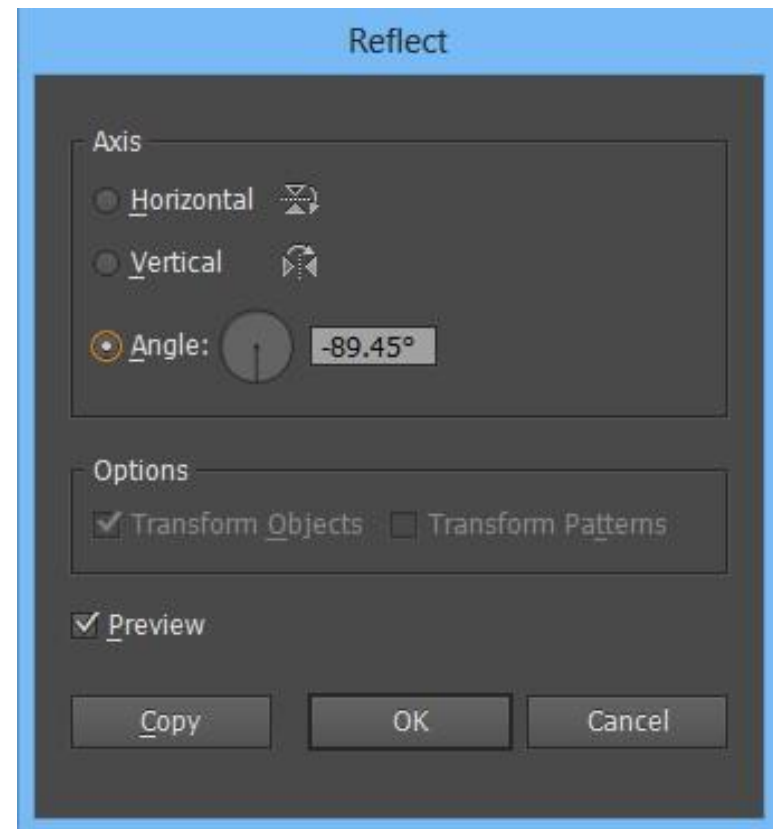 Reflect
Axis
Horizontal
Vertical
Angle: -89.45°
Options
Transform Objects Transform Patterns
Preview
Copy OK Cancel